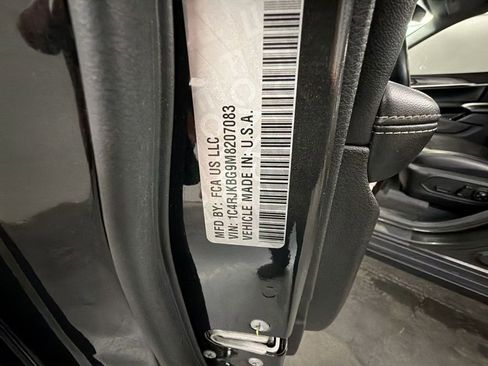 MFD BY: FCA US LLC
VIN: 1C4RJKBG9M8207083
VEHICLE MADE IN: U.S.A.